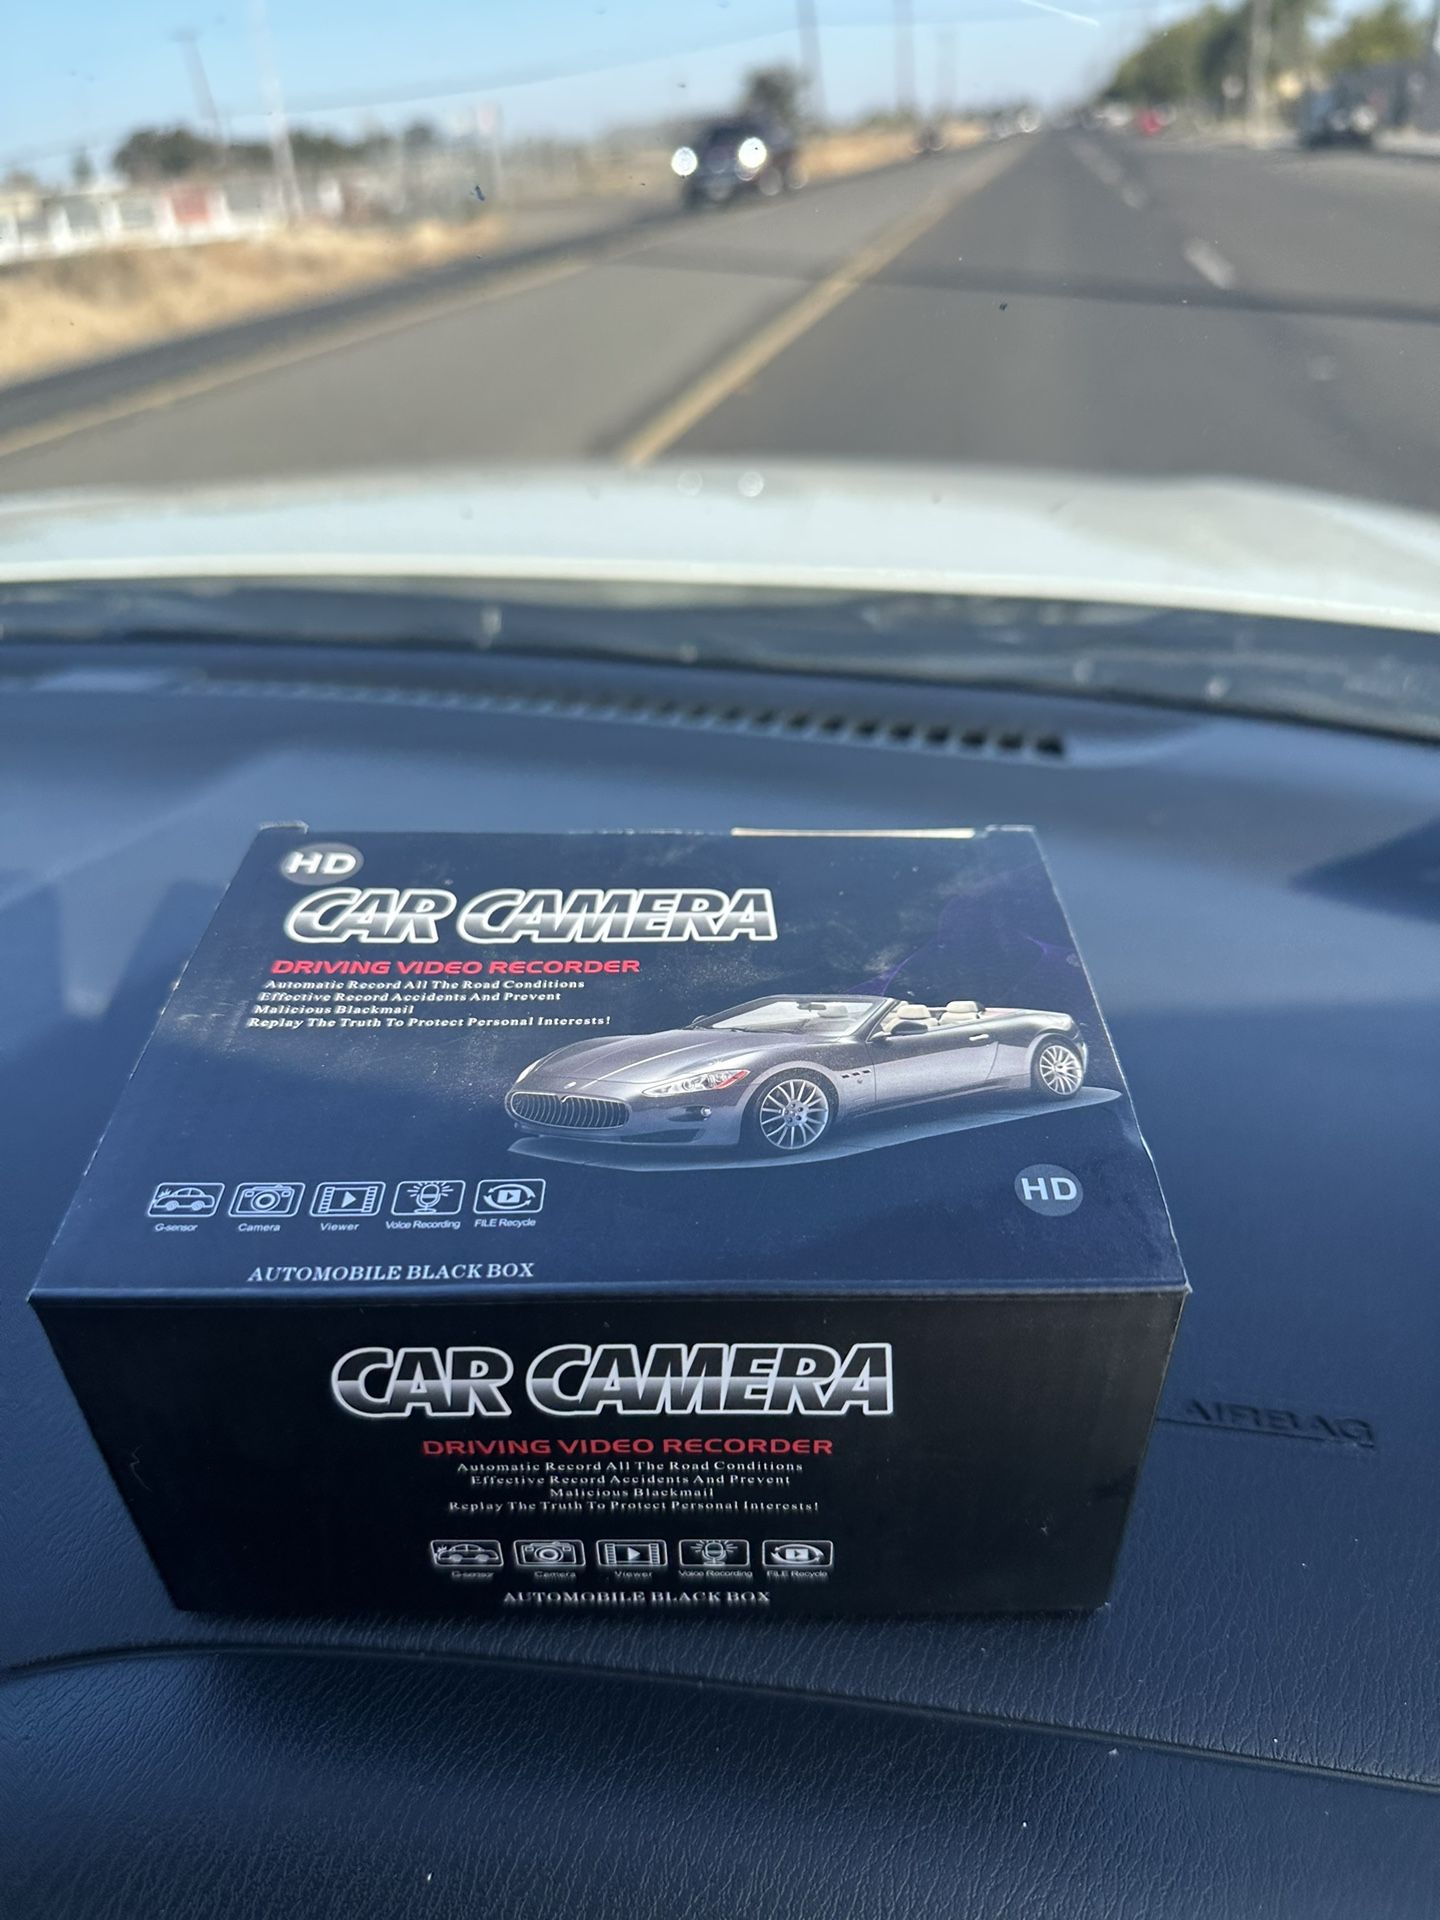 HD
CAR CAMERA
DRIVING VIDEO RECORDER
Automatic Record All The Road Conditions
Effective Record Accidents And Prevent
Malicious Blackmail
Replay The Truth To Protect Personal Interests!
HD
G-sensor Camera Viewer Voice Recording FILE Recycle
AUTOMOBILE BLACK BOX
CAR CAMERA
DRIVING VIDEO RECORDER
Automatic Record All The Road Conditions
Effective Record Accidents And Prevent
Malicious Blackmail
Replay The Truth To Protect Personal Interests!
G-sensor Camera Viewer Voice Recording FILE Recycle
AUTOMOBILE BLACK BOX
AIRBAG